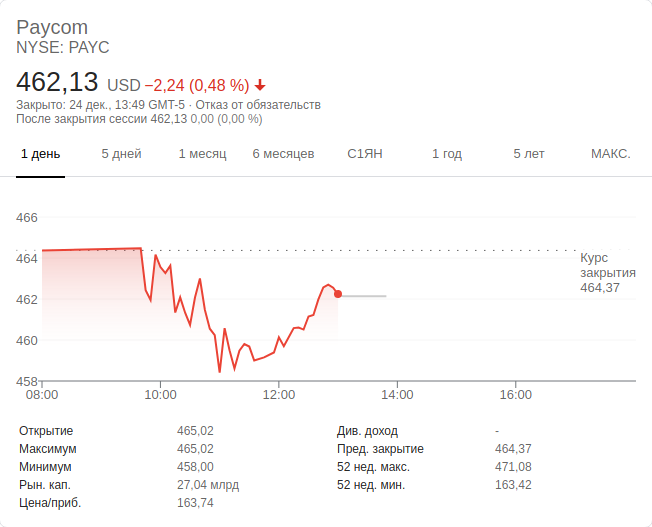 Paycom
NYSE: PAYC
462,13 USD −2,24 (0,48 %)
Закрыто: 24 дек., 13:49 GMT-5 · Отказ от обязательств
После закрытия сессии 462,13 0,00 (0,00 %)
1 день 5 дней 1 месяц 6 месяцев С1ЯН 1 год 5 лет МАКС.
466
464
462
460
458
Курс
закрытия
464,37
08:00 10:00 12:00 14:00 16:00
Открытие 465,02 Див. доход -
Максимум 465,02 Пред. закрытие 464,37
Минимум 458,00 52 нед. макс. 471,08
Рын. кап. 27,04 млрд 52 нед. мин. 163,42
Цена/приб. 163,74